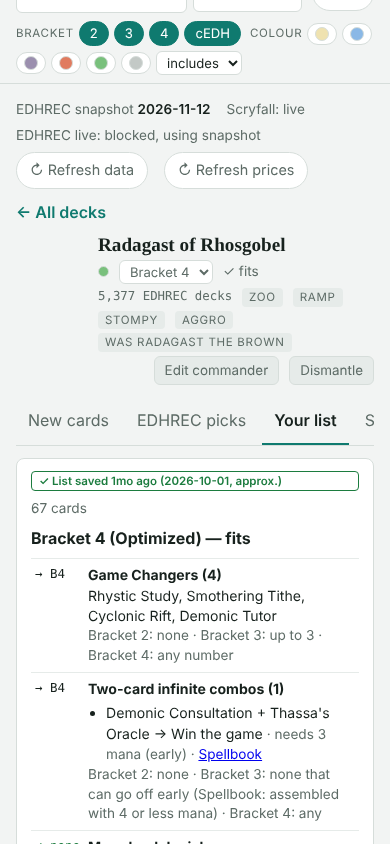 BRACKET 2 3 4 cEDH COLOUR
includes
EDHREC snapshot 2026-11-12 Scryfall: live
EDHREC live: blocked, using snapshot
↻ Refresh data ↻ Refresh prices
← All decks
Radagast of Rhosgobel
Bracket 4 ✓ fits
5,377 EDHREC decks ZOO RAMP
STOMPY AGGRO
WAS RADAGAST THE BROWN
Edit commander Dismantle
New cards EDHREC picks Your list S
✓ List saved 1mo ago (2026-10-01, approx.)
67 cards
Bracket 4 (Optimized) — fits
→ B4 Game Changers (4)
Rhystic Study, Smothering Tithe,
Cyclonic Rift, Demonic Tutor
Bracket 2: none · Bracket 3: up to 3 ·
Bracket 4: any number
→ B4 Two-card infinite combos (1)
• Demonic Consultation + Thassa's
Oracle → Win the game · needs 3
mana (early) · Spellbook
Bracket 2: none · Bracket 3: none that
can go off early (Spellbook: assembled
with 4 or less mana) · Bracket 4: any